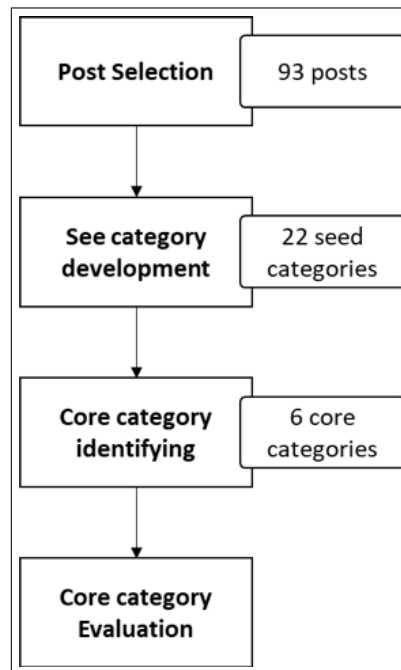 Post Selection
93 posts
See category
development
22 seed
categories
Core category
identifying
6 core
categories
Core category
Evaluation